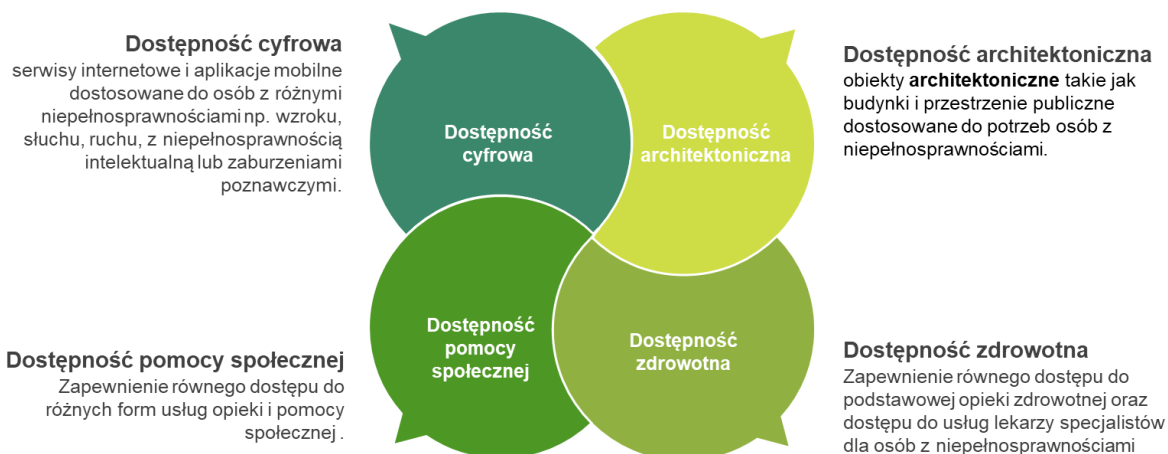 Dostępność cyfrowa
serwisy internetowe i aplikacje mobilne
dostosowane do osób z różnymi
niepełnosprawnościami np. wzroku,
słuchu, ruchu, z niepełnosprawnością
intelektualną lub zaburzeniami
poznawczymi.
Dostępność
cyfrowa
Dostępność
architektoniczna
Dostępność architektoniczna
obiekty architektoniczne takie jak
budynki i przestrzenie publiczne
dostosowane do potrzeb osób z
niepełnosprawnościami.
Dostępność pomocy społecznej
Zapewnienie równego dostępu do
różnych form usług opieki i pomocy
społecznej .
Dostępność
pomocy
społecznej
Dostępność
zdrowotna
Dostępność zdrowotna
Zapewnienie równego dostępu do
podstawowej opieki zdrowotnej oraz
dostępu do usług lekarzy specjalistów
dla osób z niepełnosprawnościami